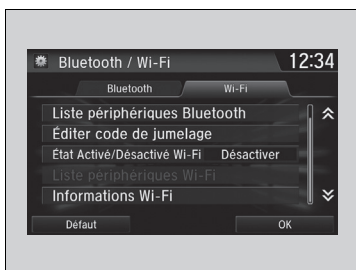 Bluetooth / Wi-Fi 12:34
Bluetooth Wi-Fi
Liste périphériques Bluetooth
Éditer code de jumelage
État Activé/Désactivé Wi-Fi Désactiver
Liste périphériques Wi-Fi
Informations Wi-Fi
Défaut OK